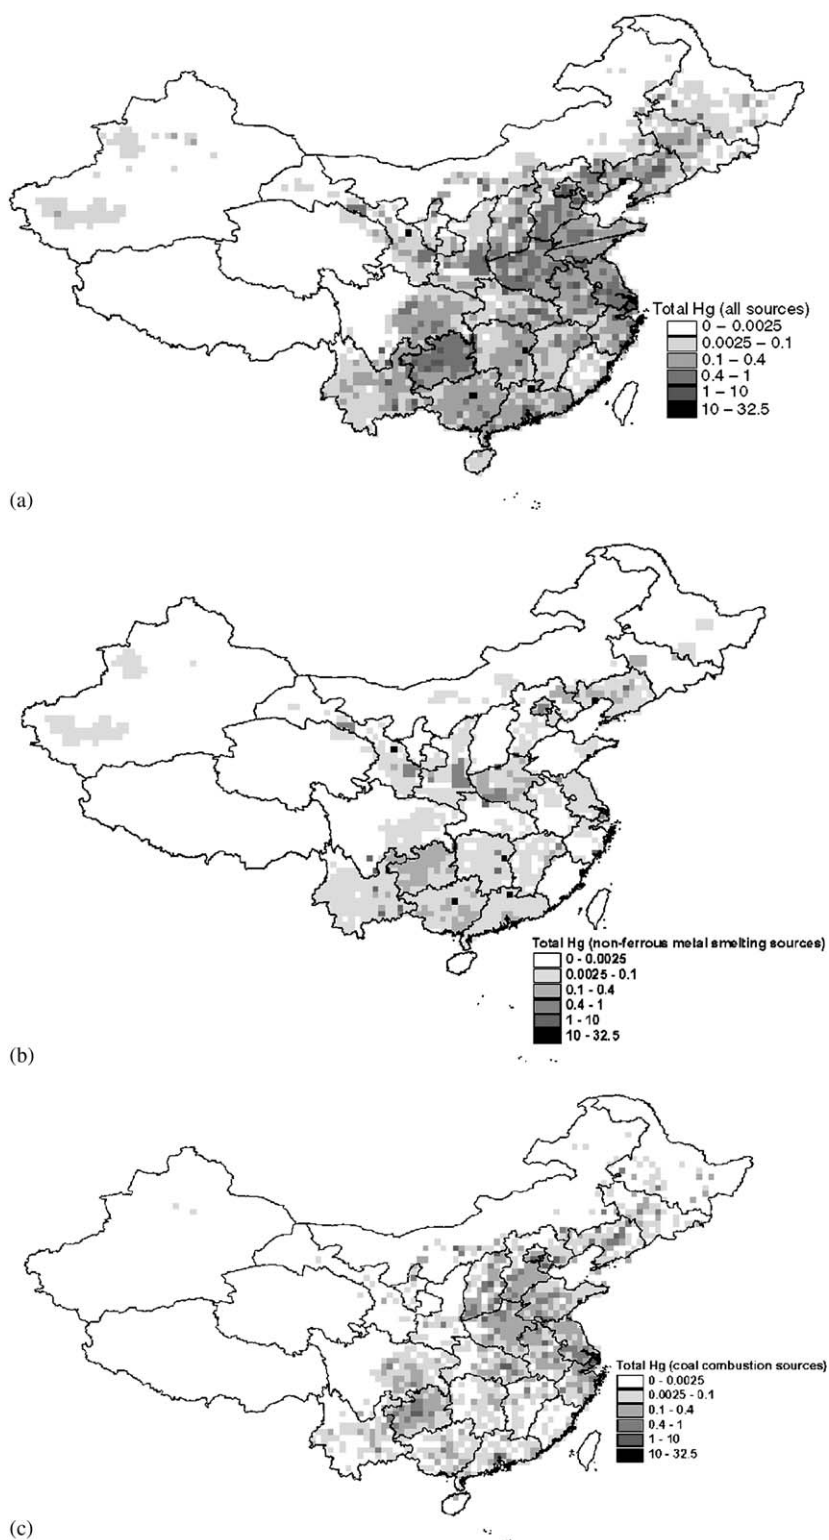 Total Hg (all sources)
0 – 0.0025
0.0025 – 0.1
0.1 – 0.4
0.4 – 1
1 – 10
10 – 32.5
(a)
Total Hg (non-ferrous metal smelting sources)
0 - 0.0025
0.0025 - 0.1
0.1 - 0.4
0.4 - 1
1 - 10
10 - 32.5
(b)
Total Hg (coal combustion sources)
0 - 0.0025
0.0025 - 0.1
0.1 - 0.4
0.4 - 1
1 - 10
10 - 32.5
(c)